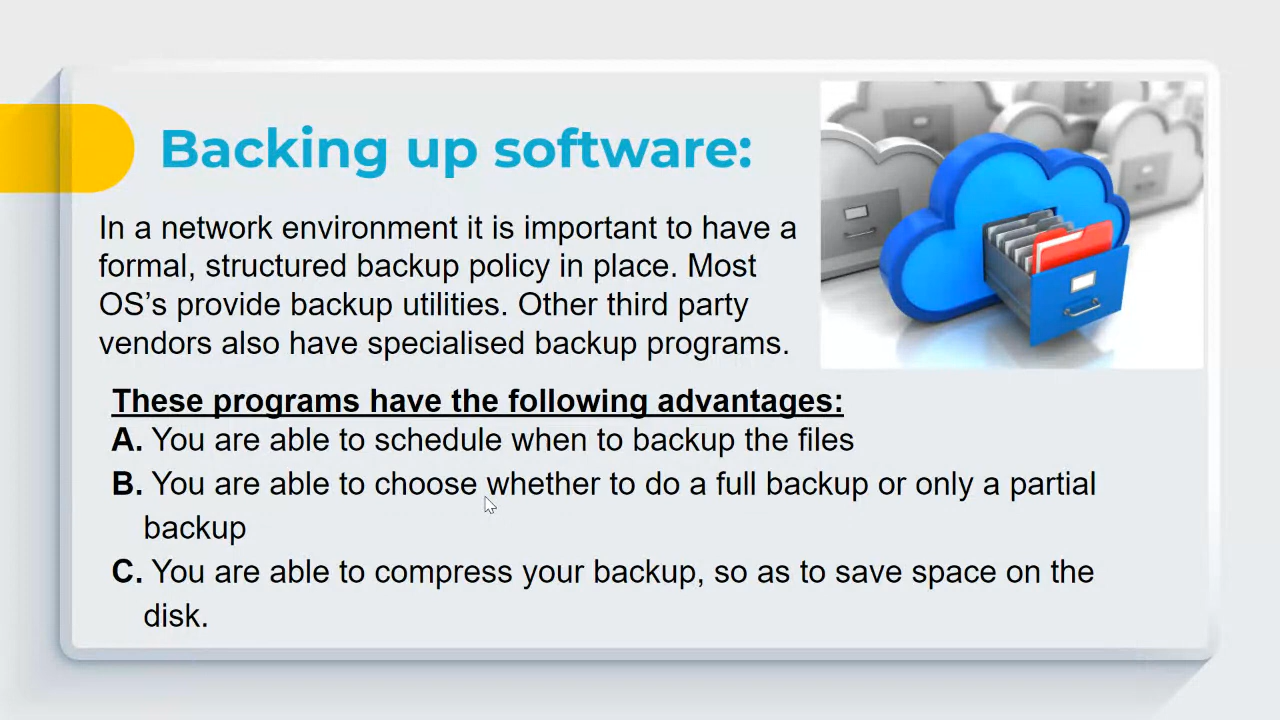 Backing up software:
In a network environment it is important to have a
formal, structured backup policy in place. Most
OS’s provide backup utilities. Other third party
vendors also have specialised backup programs.
These programs have the following advantages:
A. You are able to schedule when to backup the files
B. You are able to choose whether to do a full backup or only a partial
backup
C. You are able to compress your backup, so as to save space on the
disk.